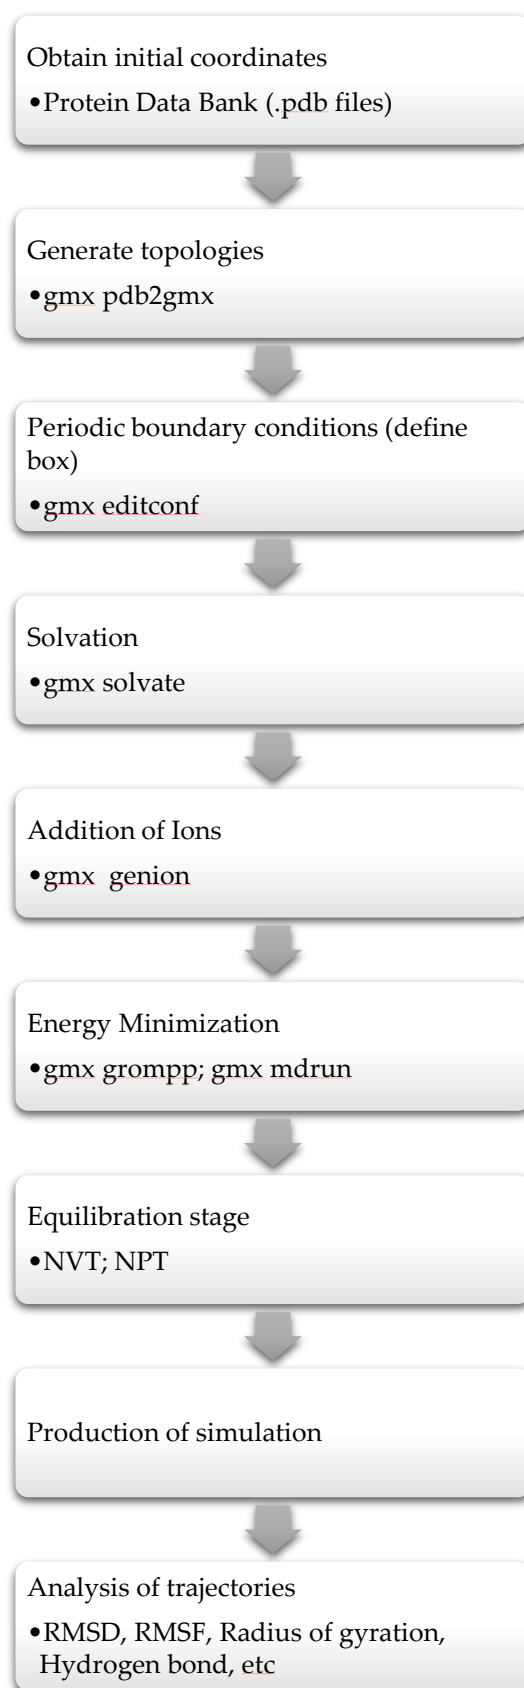 Obtain initial coordinates
•Protein Data Bank (.pdb files)
Generate topologies
•gmx pdb2gmx
Periodic boundary conditions (define
box)
•gmx editconf
Solvation
•gmx solvate
Addition of Ions
•gmx  genion
Energy Minimization
•gmx grompp; gmx mdrun
Equilibration stage
•NVT; NPT
Production of simulation
Analysis of trajectories
•RMSD, RMSF, Radius of gyration,
Hydrogen bond, etc